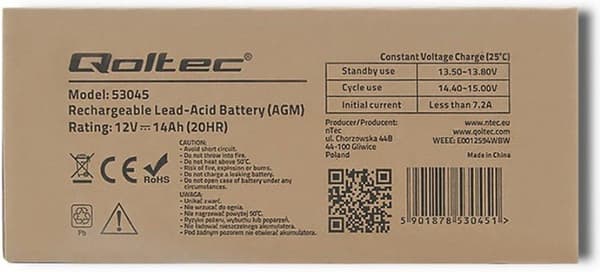 Qoltec®
Model: 53045
Rechargeable Lead-Acid Battery (AGM)
Rating: 12V⎓14Ah (20HR)
Constant Voltage Charge (25°C)
Standby use 13.50~13.80V
Cycle use 14.40~15.00V
Initial current Less than 7.2A
CAUTION:
- Avoid short circuit.
- Do not throw into fire.
- Do not heat above 50°C.
- Risk of fire, explosion or burns.
- Do not charge a leaking battery.
- Do not open case of battery under any
circumstances.
UWAGA:
- Unikać zwarć.
- Nie wrzucać do ognia.
- Nie nagrzewać powyżej 50°C.
- Ryzyko pożaru, wybuchu lub poparzeń.
- Nie ładować nieszczelnego akumulatora.
- Pod żadnym pozorem nie otwierać akumulatora.
Producer/Producent:
nTec
ul. Chorzowska 44B
44-100 Gliwice
Poland
www.ntec.eu
www.qoltec.com
WEEE: E0012594WBW
Made in China
CE
RoHS
Pb
5 901878 530451 >